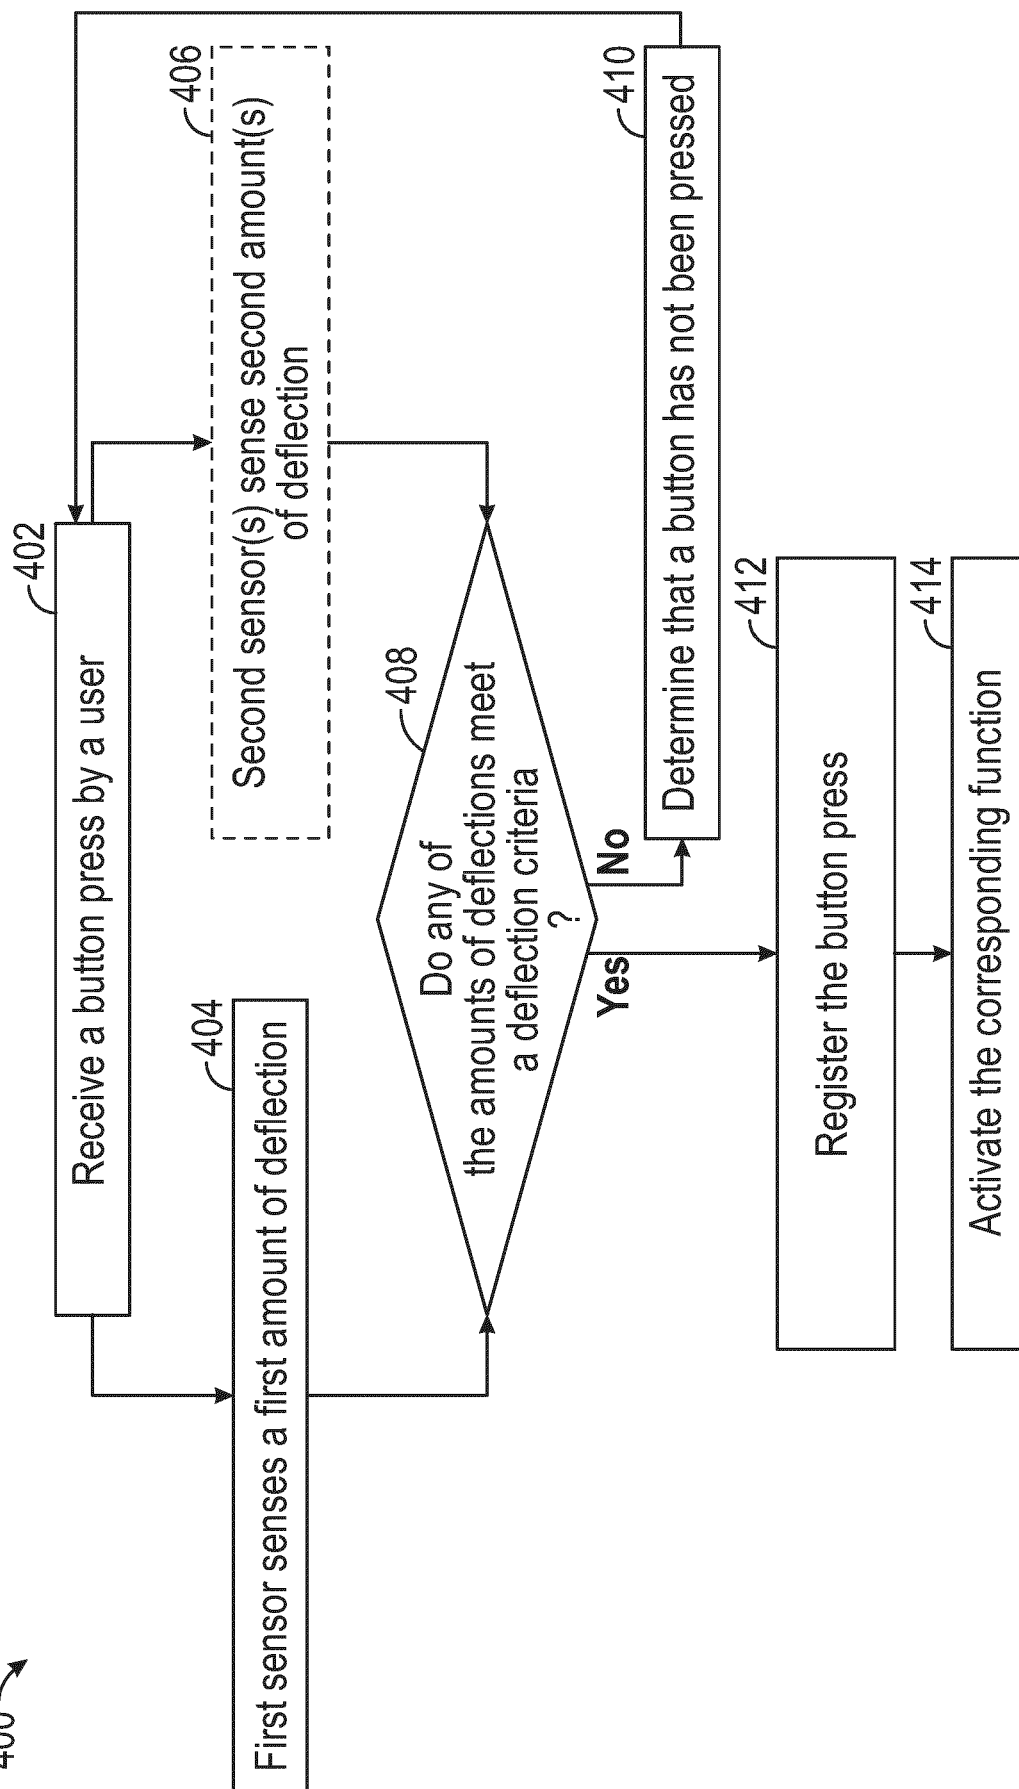 402
Receive a button press by a user
404
First sensor senses a first amount of deflection
406
Second sensor(s) sense second amount(s)
of deflection
408
Do any of
the amounts of deflections meet
a deflection criteria
?
No
Yes
410
Determine that a button has not been pressed
412
Register the button press
414
Activate the corresponding function